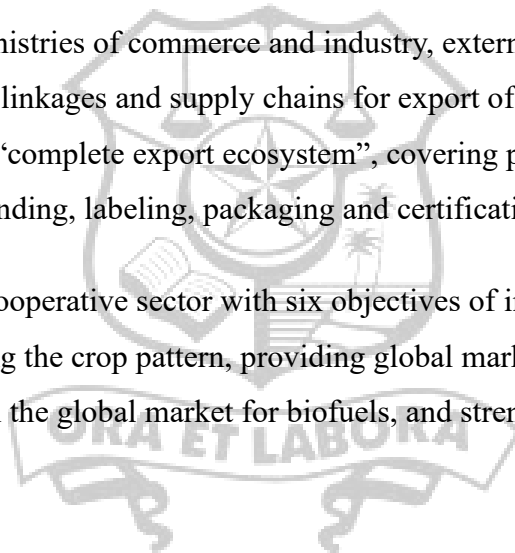 nistries of commerce and industry, extern
linkages and supply chains for export of
“complete export ecosystem”, covering p
nding, labeling, packaging and certificati
ooperative sector with six objectives of i
g the crop pattern, providing global mark
the global market for biofuels, and stren
ORA ET LABORA